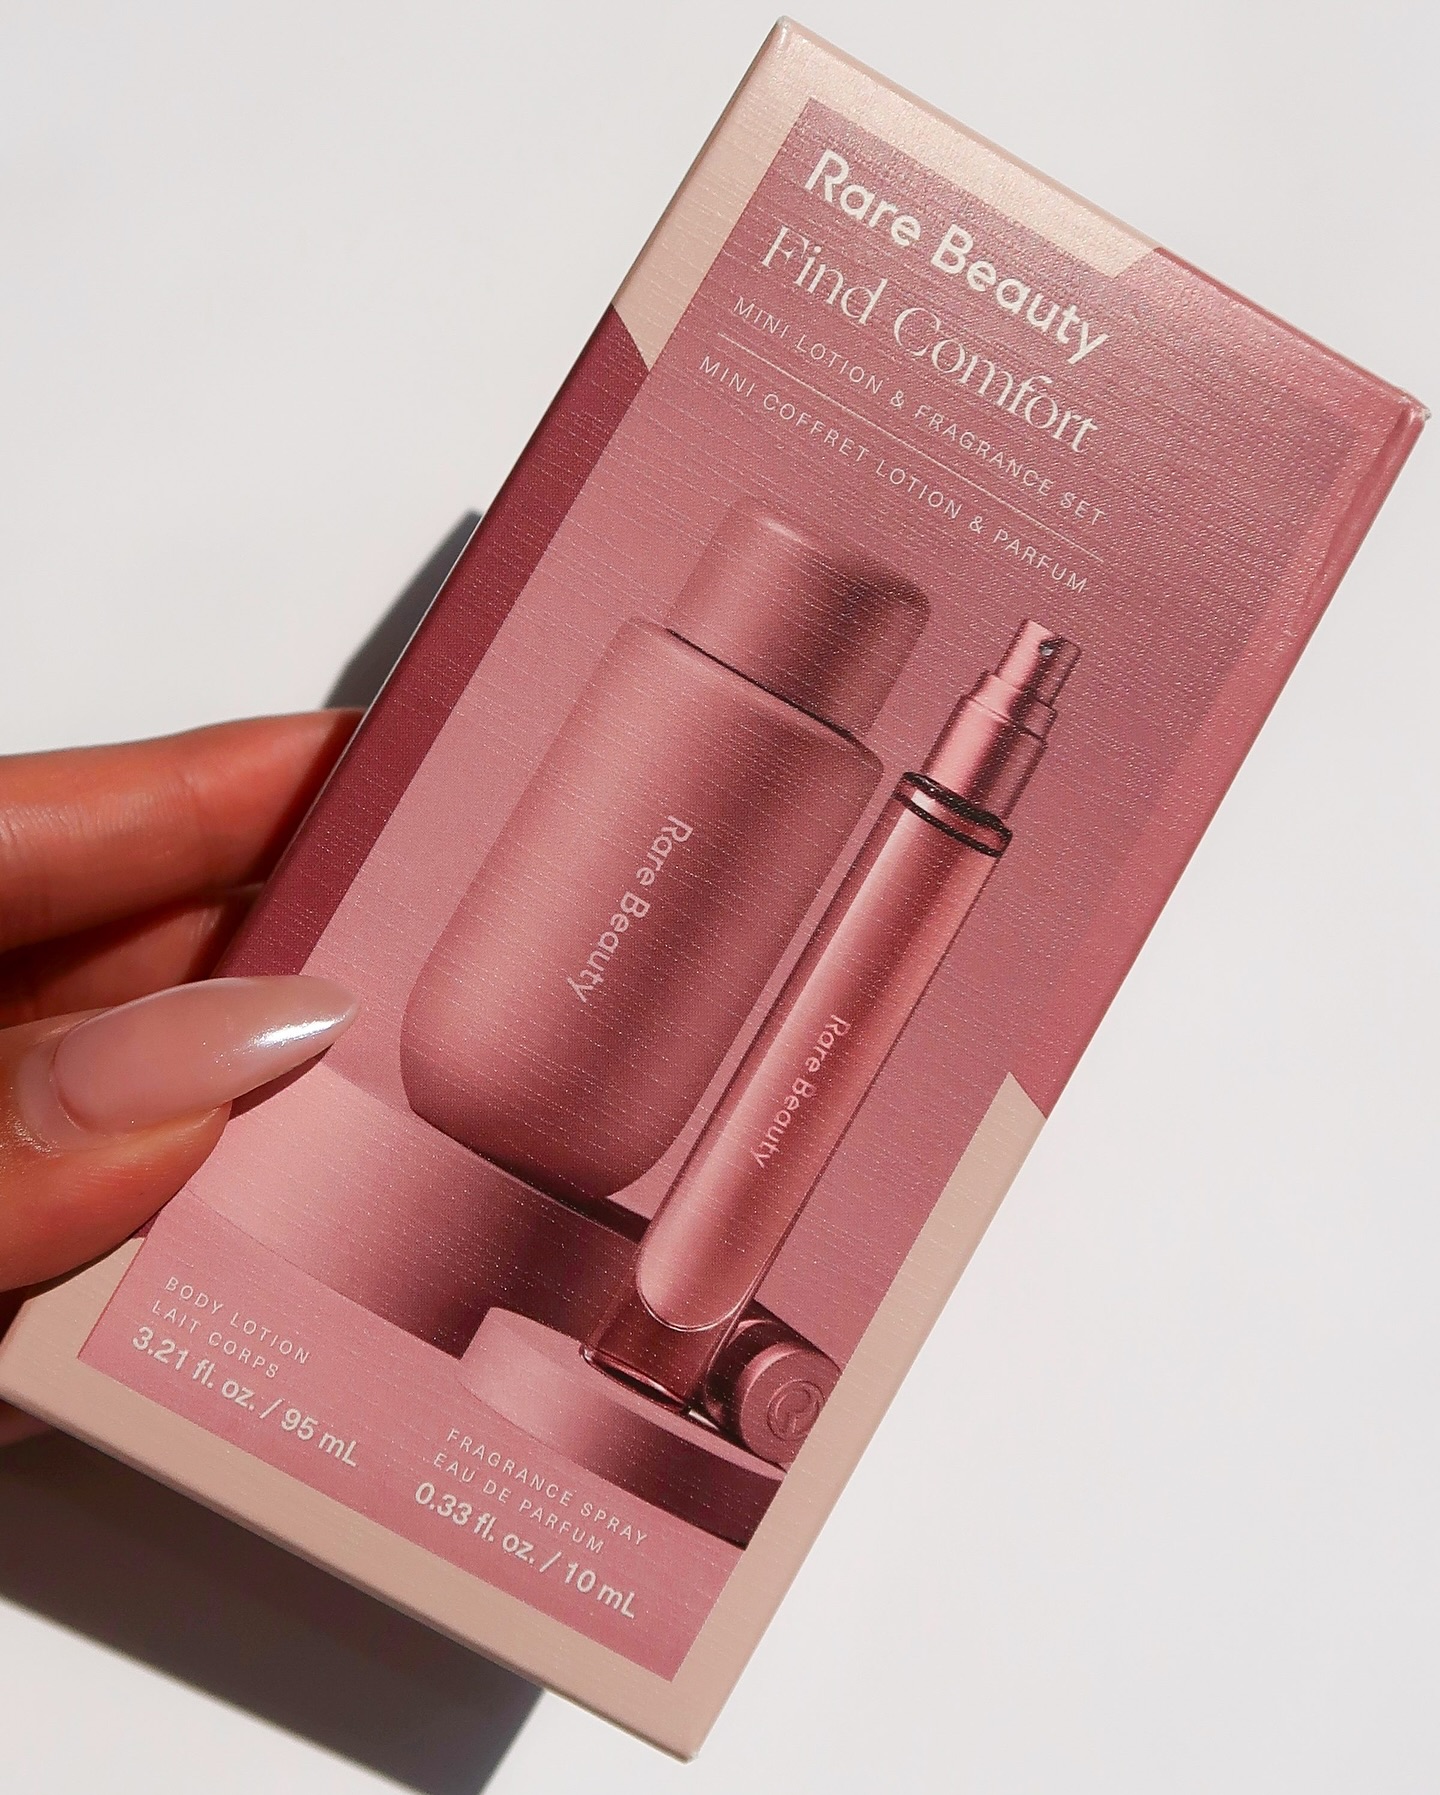 Rare Beauty
Find Comfort
MINI LOTION & FRAGRANCE SET
MINI COFFRET LOTION & PARFUM
Rare Beauty
Rare Beauty
BODY LOTION
LAIT CORPS
3.21 fl. oz. / 95 mL
FRAGRANCE SPRAY
EAU DE PARFUM
0.33 fl. oz. / 10 mL